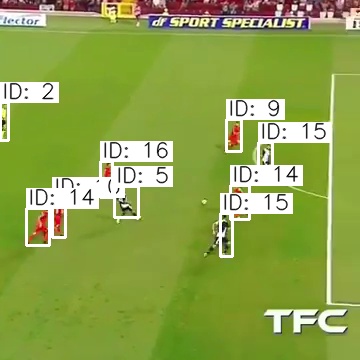 lector
df SPORT SPECIALIST
ID: 2
ID: 9
ID: 15
ID: 16
ID: 5
ID: 14
ID: 14
ID: 15
TFC